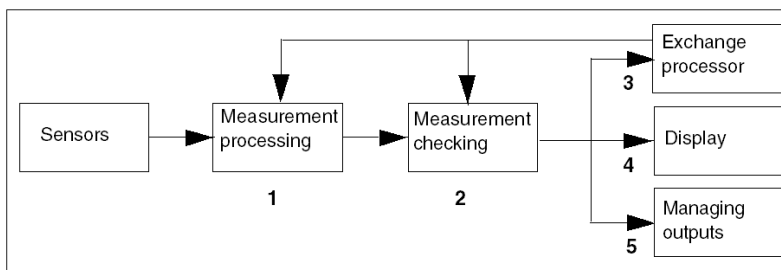 Sensors
Measurement
processing
1
Measurement
checking
2
Exchange
processor
3
Display
4
Managing
outputs
5